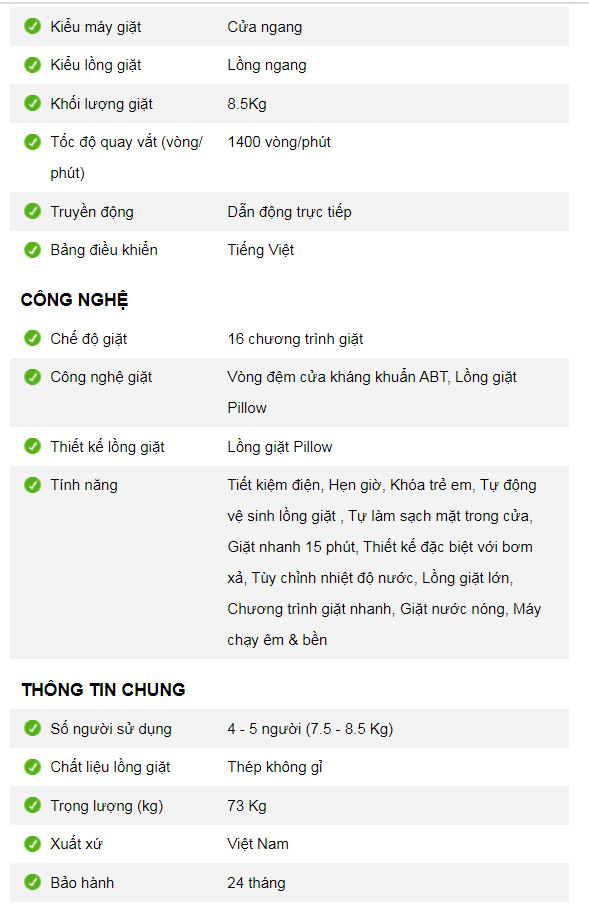 Kiểu máy giặt Cửa ngang
Kiểu lồng giặt Lồng ngang
Khối lượng giặt 8.5Kg
Tốc độ quay vắt (vòng/ 1400 vòng/phút
phút)
Truyền động Dẫn động trực tiếp
Bảng điều khiển Tiếng Việt
CÔNG NGHỆ
Chế độ giặt 16 chương trình giặt
Công nghệ giặt Vòng đệm cửa kháng khuẩn ABT, Lồng giặt
Pillow
Thiết kế lồng giặt Lồng giặt Pillow
Tính năng Tiết kiệm điện, Hẹn giờ, Khóa trẻ em, Tự động
vệ sinh lồng giặt , Tự làm sạch mặt trong cửa,
Giặt nhanh 15 phút, Thiết kế đặc biệt với bơm
xả, Tùy chỉnh nhiệt độ nước, Lồng giặt lớn,
Chương trình giặt nhanh, Giặt nước nóng, Máy
chạy êm & bền
THÔNG TIN CHUNG
Số người sử dụng 4 - 5 người (7.5 - 8.5 Kg)
Chất liệu lồng giặt Thép không gỉ
Trọng lượng (kg) 73 Kg
Xuất xứ Việt Nam
Bảo hành 24 tháng